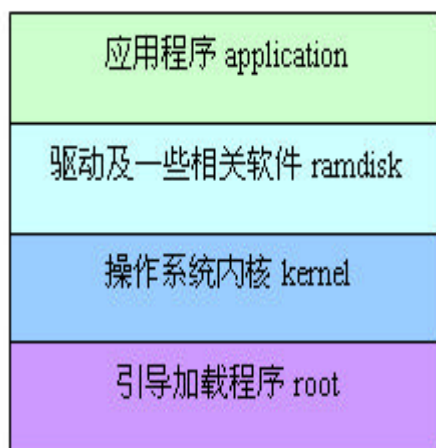 应用程序 application
驱动及一些相关软件 ramdisk
操作系统内核 kernel
引导加载程序 root